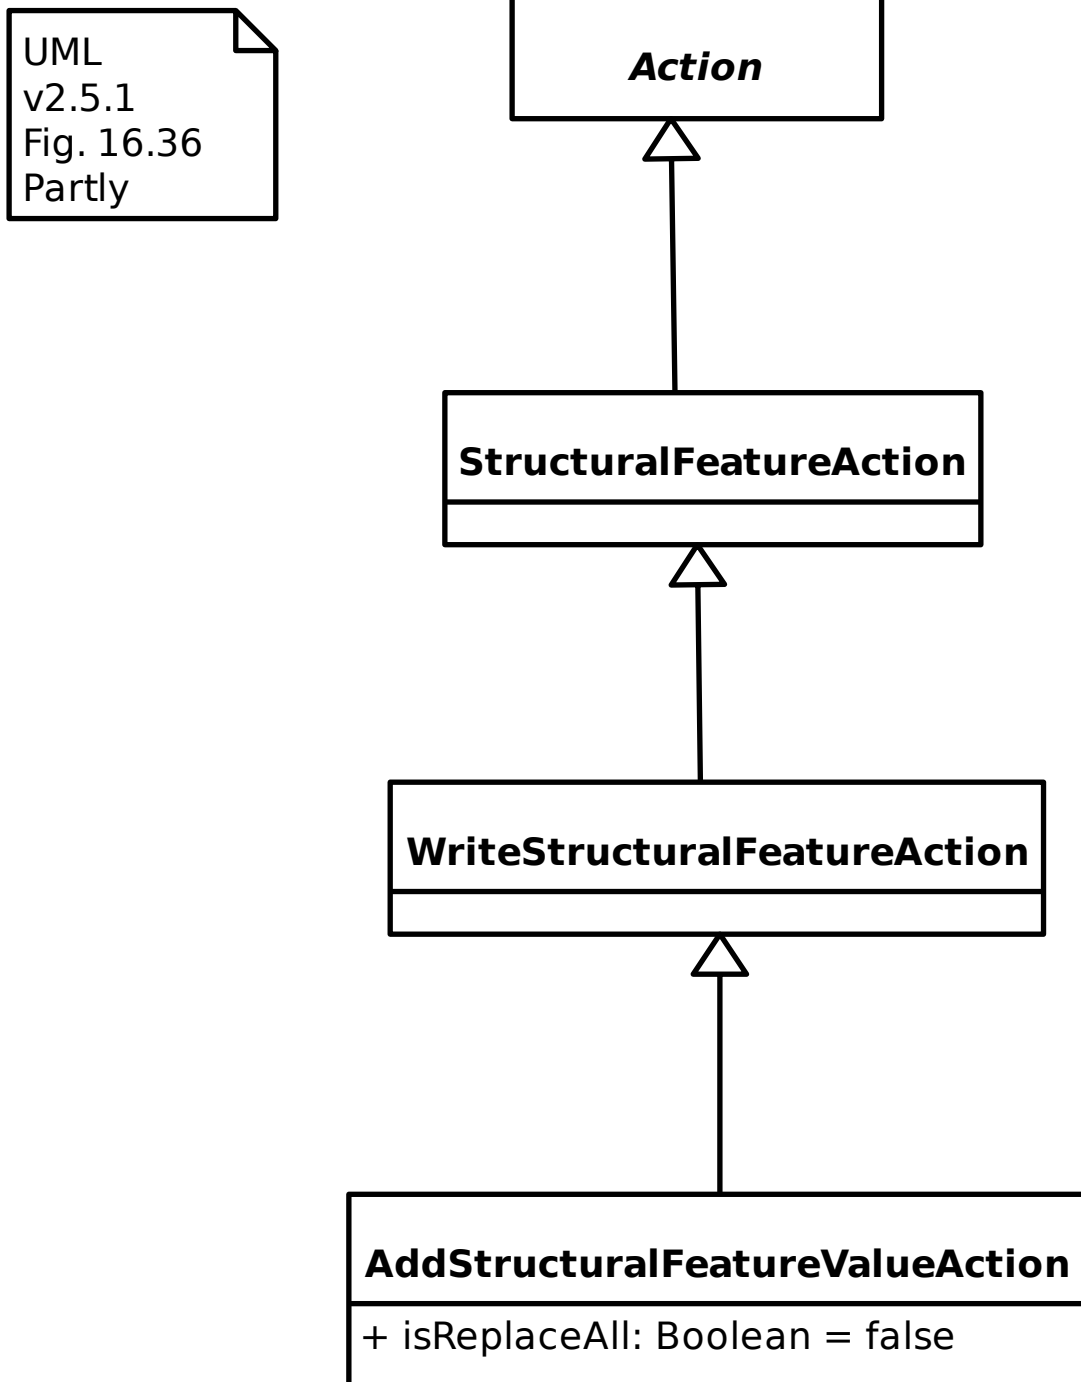 UML
v2.5.1
Fig. 16.36
Partly
Action
StructuralFeatureAction
WriteStructuralFeatureAction
AddStructuralFeatureValueAction
+ isReplaceAll: Boolean = false